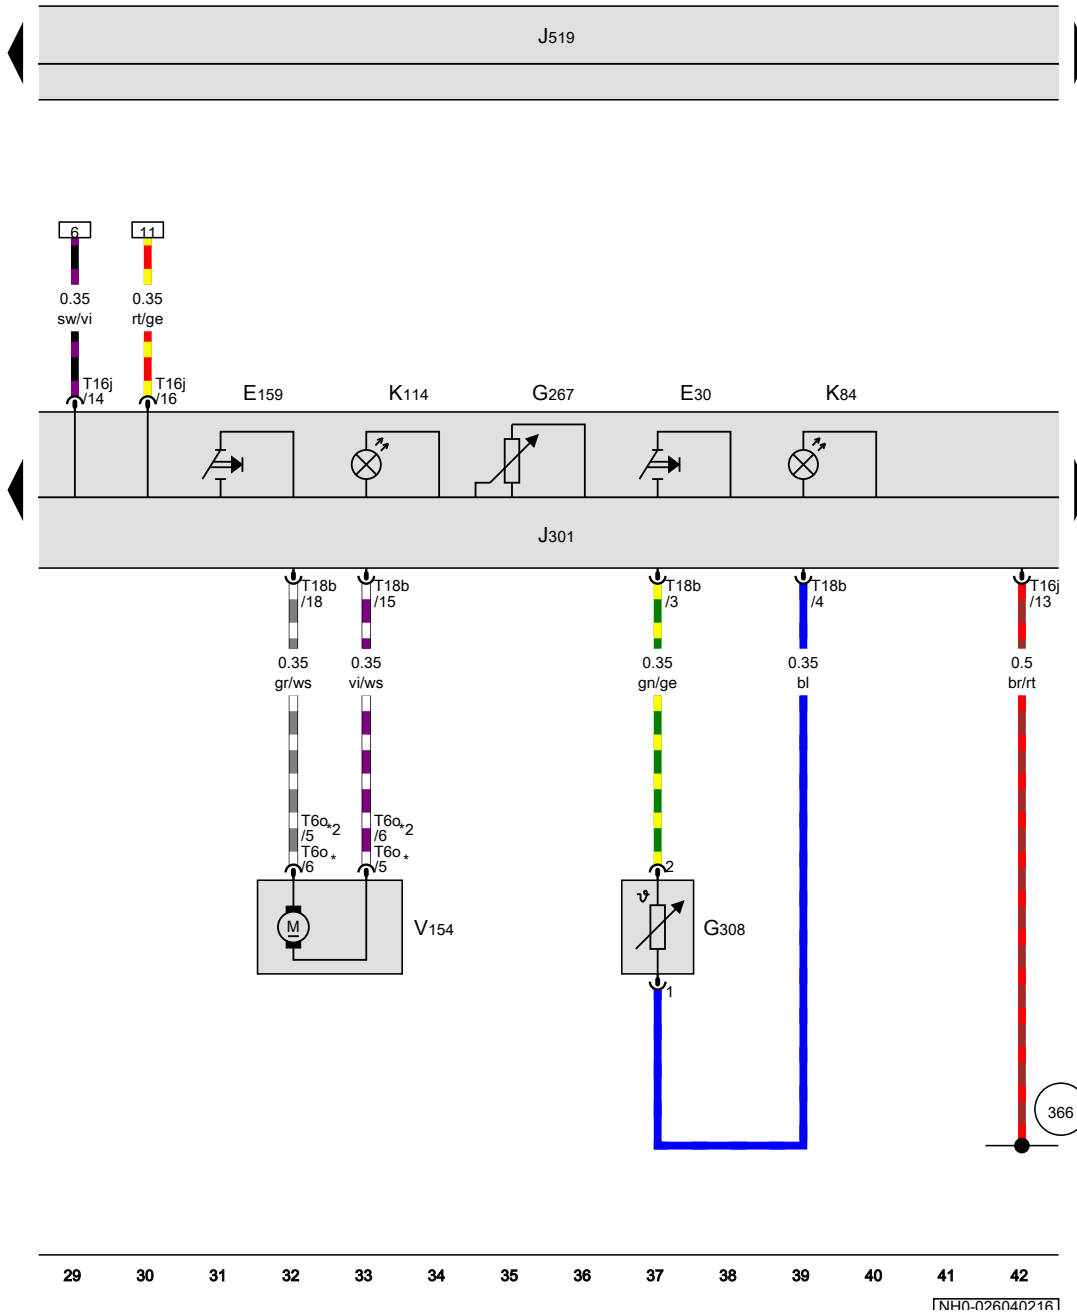 J519
6 11
0.35 0.35
sw/vi rt/ge
T16j T16j
/14 /16
E159 K114 G267 E30 K84
J301
T18b T18b T18b T18b T16j
/18 /15 /3 /4 /13
0.35 0.35 0.35 0.35 0.5
gr/ws vi/ws gn/ge bl br/rt
T6o*2 T6o*2
/5 /6
T6o* T6o*
/6 /5 2
ϑ
M V154 G308
1
366
29 30 31 32 33 34 35 36 37 38 39 40 41 42
NH0-026040216